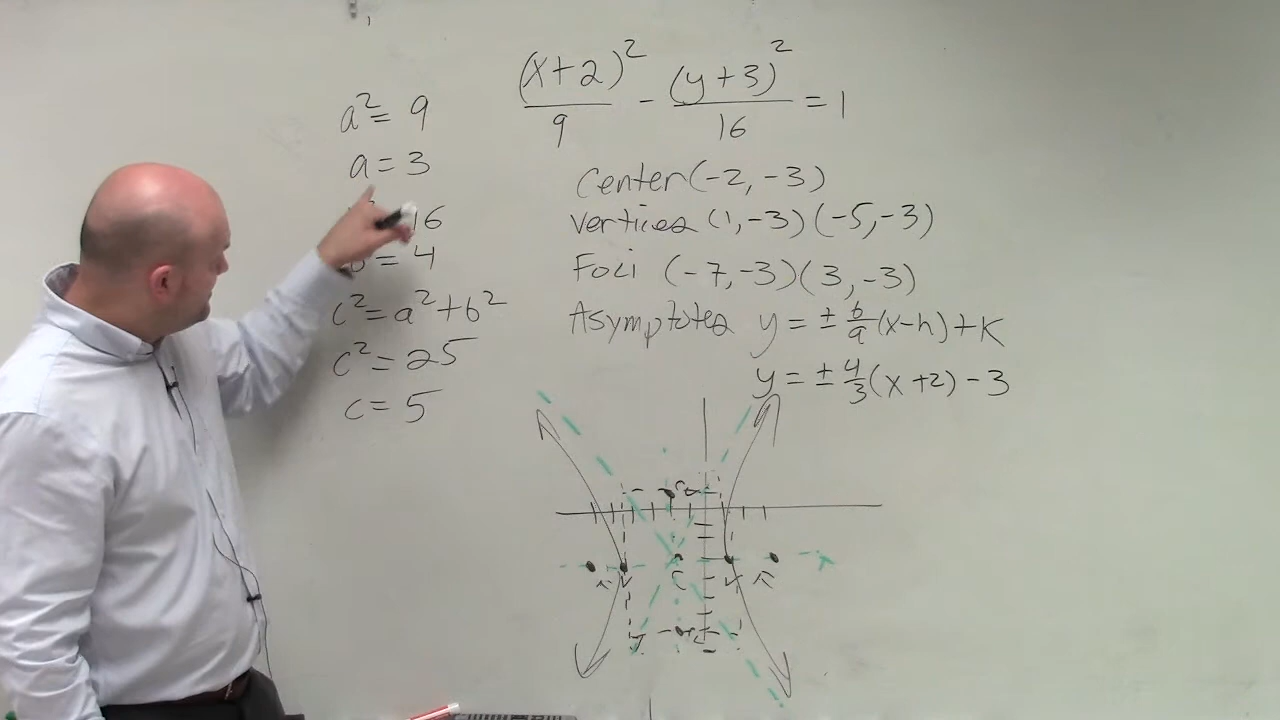 (x+2)² / 9 - (y+3)² / 16 = 1
a² = 9
a = 3
16
b = 4
c² = a² + b²
c² = 25
c = 5
Center (-2, -3)
Vertices (1, -3) (-5, -3)
Foci (-7, -3) (3, -3)
Asymptotes y = ± b/a (x-h) + K
y = ± 4/3 (x+2) - 3
F V C V F